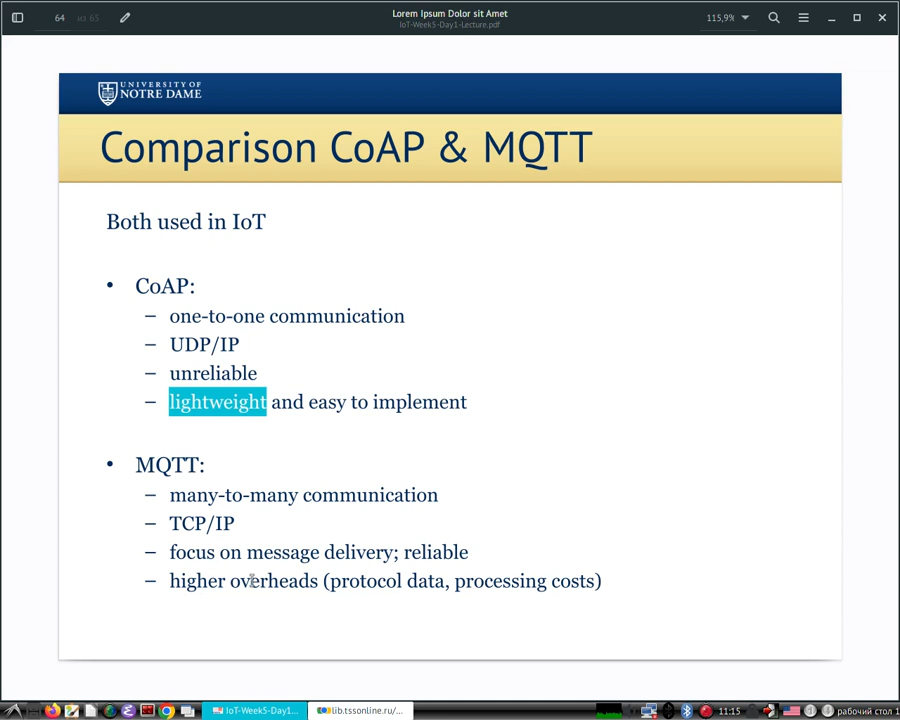 64 из 65
Lorem Ipsum Dolor sit Amet
IoT-Week5-Day1-Lecture.pdf
115,9%
UNIVERSITY OF
NOTRE DAME
Comparison CoAP & MQTT
Both used in IoT
• CoAP:
– one-to-one communication
– UDP/IP
– unreliable
– lightweight and easy to implement
• MQTT:
– many-to-many communication
– TCP/IP
– focus on message delivery; reliable
– higher overheads (protocol data, processing costs)
IoT-Week5-Day1...
lib.tssonline.ru/...
11:15
рабочий стол 1